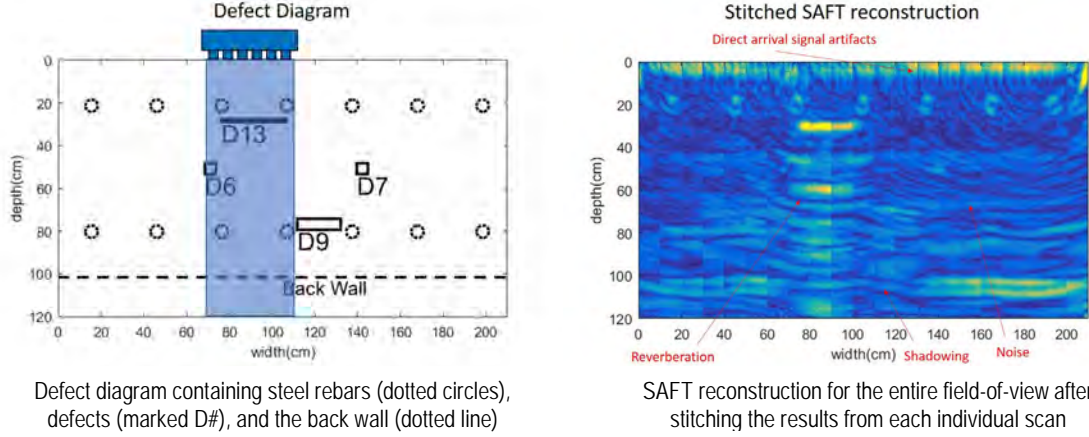 Defect Diagram
0
20
40
60
80
100
120
depth(cm)
D13
D6
D7
D9
Back Wall
0 20 40 60 80 100 120 140 160 180 200
width(cm)
Defect diagram containing steel rebars (dotted circles),
defects (marked D#), and the back wall (dotted line)
Stitched SAFT reconstruction
Direct arrival signal artifacts
0
20
40
60
80
100
120
depth(cm)
0 20 40 60 80 100 120 140 160 180 200
Reverberation
width(cm)
Shadowing
Noise
SAFT reconstruction for the entire field-of-view after
stitching the results from each individual scan